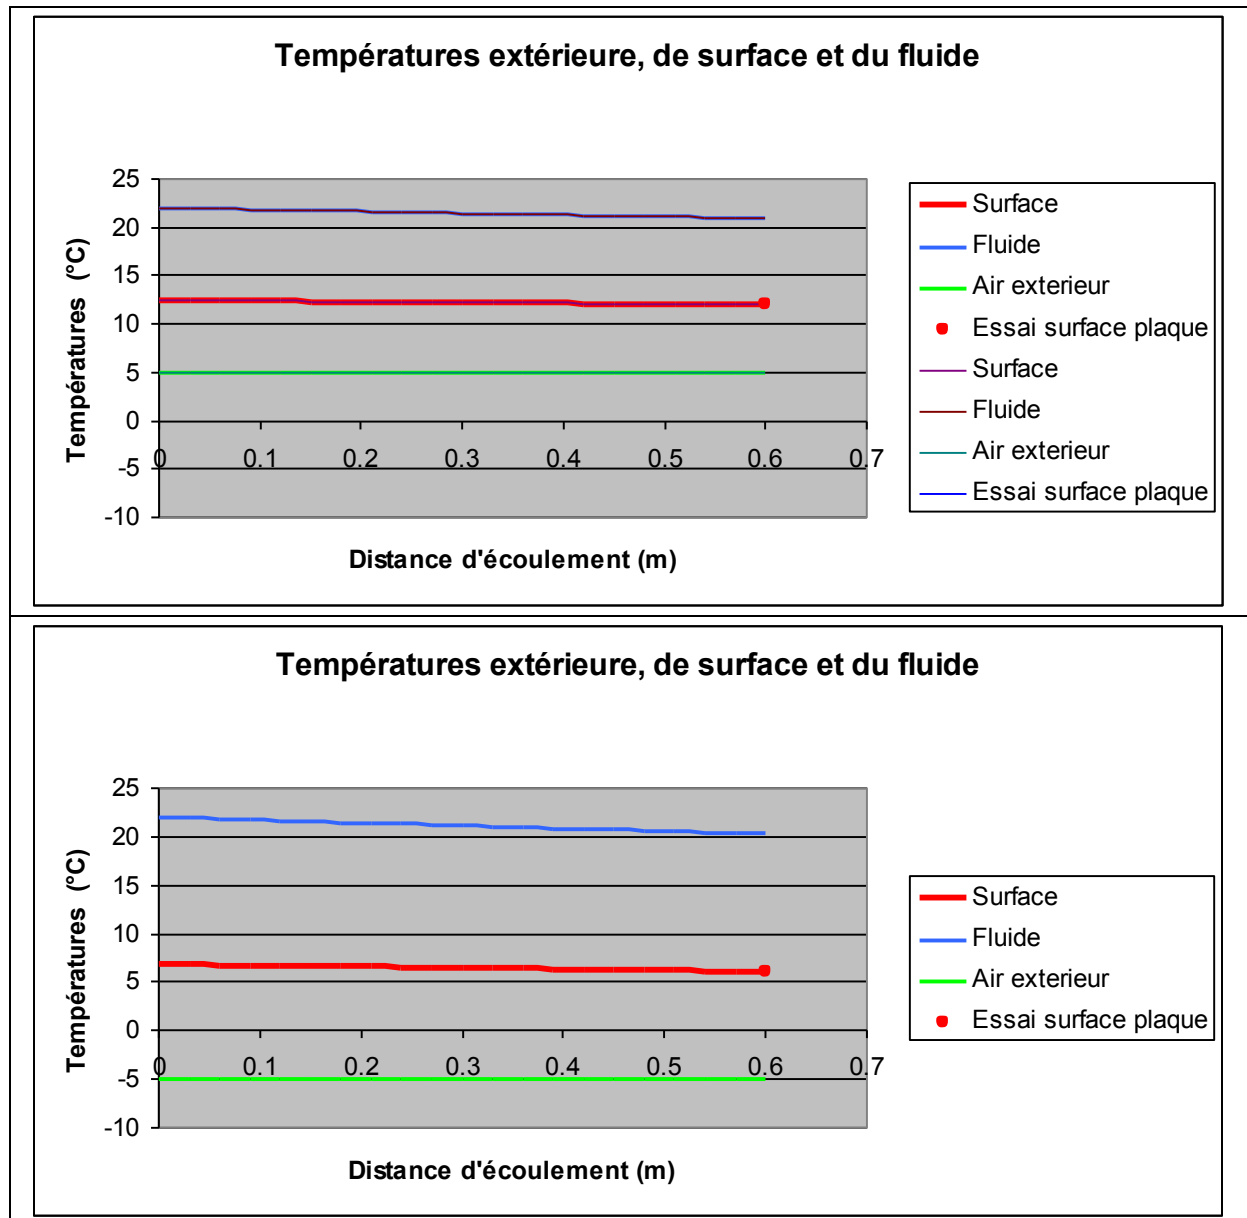 Températures extérieure, de surface et du fluide
25
20
15
10
5
0
-5
-10
Températures (°C)
0 0.1 0.2 0.3 0.4 0.5 0.6 0.7
Distance d'écoulement (m)
Surface
Fluide
Air exterieur
Essai surface plaque
Surface
Fluide
Air exterieur
Essai surface plaque
Températures extérieure, de surface et du fluide
25
20
15
10
5
0
-5
-10
Températures (°C)
0 0.1 0.2 0.3 0.4 0.5 0.6 0.7
Distance d'écoulement (m)
Surface
Fluide
Air exterieur
Essai surface plaque